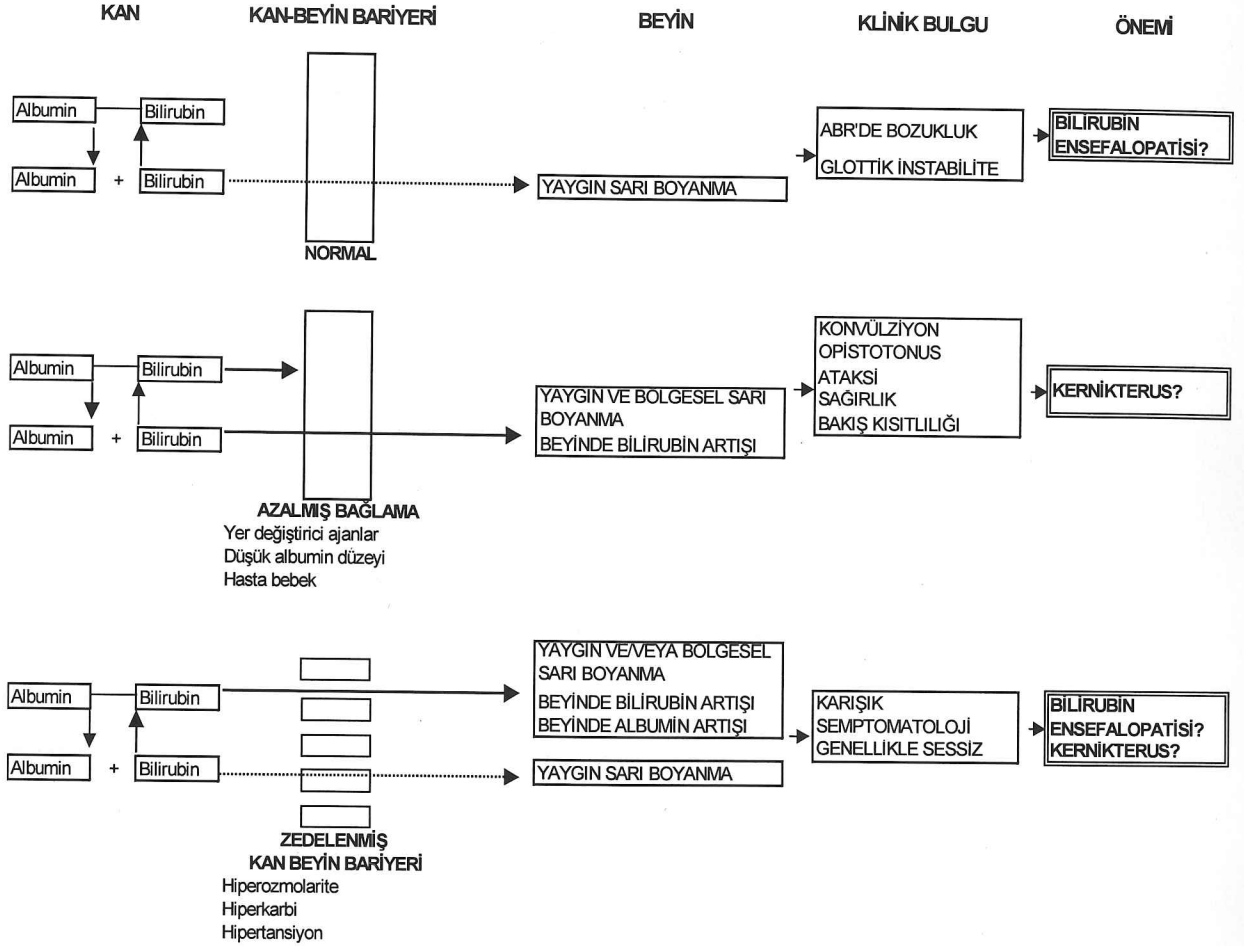 KAN KAN-BEYİN BARİYERİ BEYİN KLİNİK BULGU ÖNEMİ
Albumin Bilirubin
Albumin + Bilirubin
NORMAL
YAYGIN SARI BOYANMA
ABR'DE BOZUKLUK
GLOTTİK İNSTABİLİTE
BİLİRUBİN
ENSEFALOPATİSİ?
Albumin Bilirubin
Albumin + Bilirubin
AZALMIŞ BAĞLAMA
Yer değiştirici ajanlar
Düşük albumin düzeyi
Hasta bebek
YAYGIN VE BÖLGESEL SARI
BOYANMA
BEYİNDE BİLİRUBİN ARTIŞI
KONVÜLZİYON
OPİSTOTONUS
ATAKSİ
SAĞIRLIK
BAKIŞ KISITLILIĞI
KERNİKTERUS?
Albumin Bilirubin
Albumin + Bilirubin
ZEDELENMİŞ
KAN BEYİN BARİYERİ
Hiperozmolarite
Hiperkarbi
Hipertansiyon
YAYGIN VE/VEYA BÖLGESEL
SARI BOYANMA
BEYİNDE BİLİRUBİN ARTIŞI
BEYİNDE ALBUMİN ARTIŞI
YAYGIN SARI BOYANMA
KARIŞIK
SEMPTOMATOLOJİ
GENELLİKLE SESSİZ
BİLİRUBİN
ENSEFALOPATİSİ?
KERNİKTERUS?